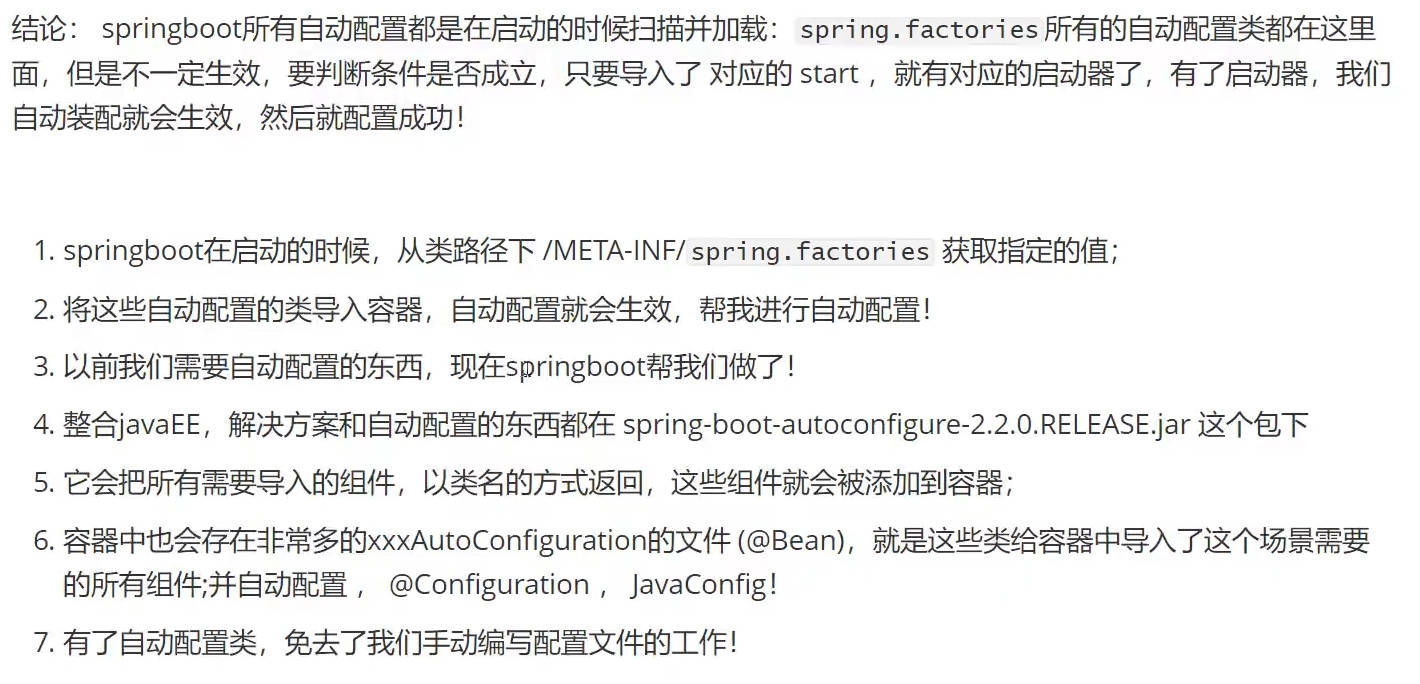 结论： springboot所有自动配置都是在启动的时候扫描并加载：spring.factories所有的自动配置类都在这里
面，但是不一定生效，要判断条件是否成立，只要导入了 对应的 start ，就有对应的启动器了，有了启动器，我们
自动装配就会生效，然后就配置成功！
1. springboot在启动的时候，从类路径下 /META-INF/spring.factories 获取指定的值；
2. 将这些自动配置的类导入容器，自动配置就会生效，帮我进行自动配置！
3. 以前我们需要自动配置的东西，现在springboot帮我们做了！
4. 整合javaEE，解决方案和自动配置的东西都在 spring-boot-autoconfigure-2.2.0.RELEASE.jar 这个包下
5. 它会把所有需要导入的组件，以类名的方式返回，这些组件就会被添加到容器；
6. 容器中也会存在非常多的xxxAutoConfiguration的文件 (@Bean)，就是这些类给容器中导入了这个场景需要
的所有组件;并自动配置 ， @Configuration ， JavaConfig！
7. 有了自动配置类，免去了我们手动编写配置文件的工作！